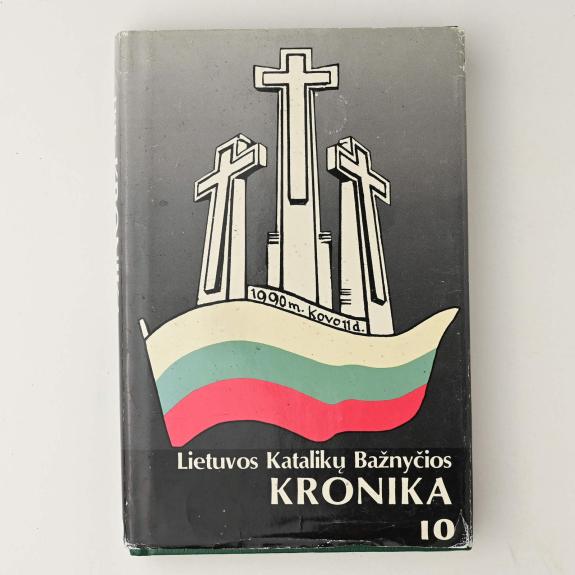 1990 m. kovo 11 d.
Lietuvos Katalikų Bažnyčios
KRONIKA
10